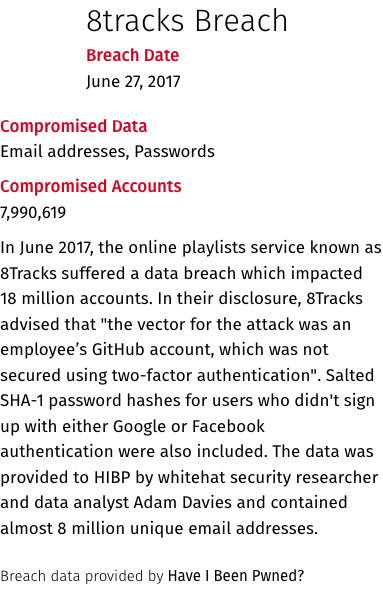 8tracks Breach
Breach Date
June 27, 2017
Compromised Data
Email addresses, Passwords
Compromised Accounts
7,990,619
In June 2017, the online playlists service known as
8Tracks suffered a data breach which impacted
18 million accounts. In their disclosure, 8Tracks
advised that "the vector for the attack was an
employee’s GitHub account, which was not
secured using two-factor authentication". Salted
SHA-1 password hashes for users who didn't sign
up with either Google or Facebook
authentication were also included. The data was
provided to HIBP by whitehat security researcher
and data analyst Adam Davies and contained
almost 8 million unique email addresses.
Breach data provided by Have I Been Pwned?